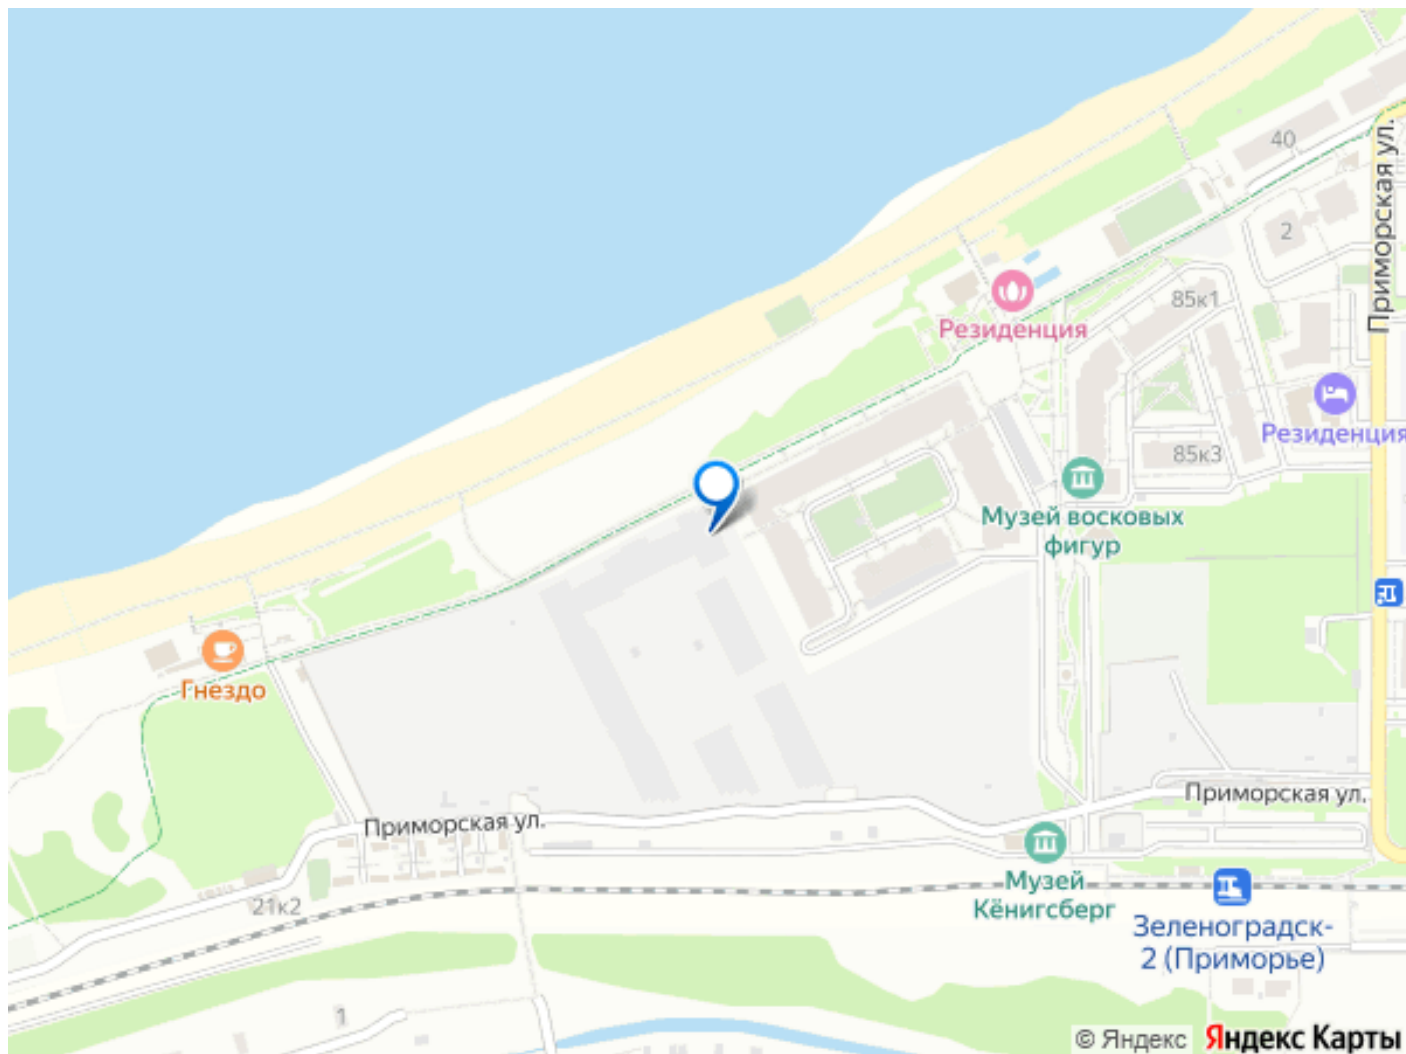 40
Приморская ул.
2
85к1
Резиденция
Резиденция
85к3
Музей восковых
фигур
Гнездо
Приморская ул.
Приморская ул.
Музей
Кёнигсберг
21к2
Зеленоградск-
2 (Приморье)
1
© Яндекс Яндекс Карты